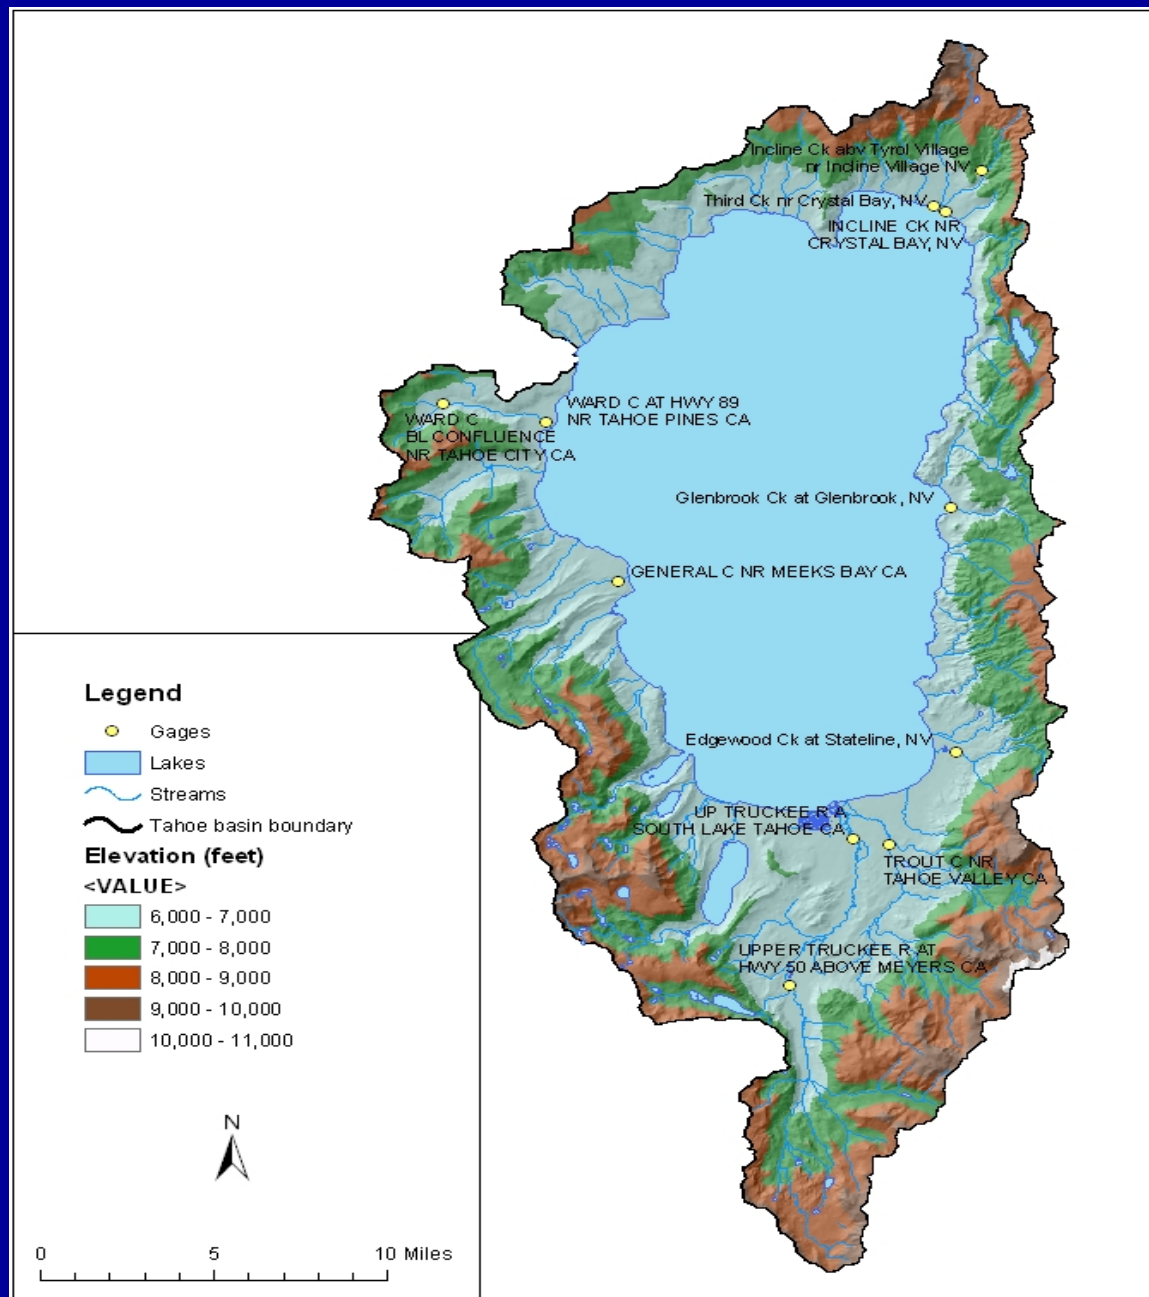 Incline Ck abv Tyrol Village
nr Incline Village NV
Third Ck nr Crystal Bay, NV
INCLINE CK NR
CRYSTAL BAY, NV
WARD C AT HWY 89
NR TAHOE PINES CA
WARD C
BL CONFLUENCE
NR TAHOE CITY CA
Glenbrook Ck at Glenbrook, NV
GENERAL C NR MEEKS BAY CA
Edgewood Ck at Stateline, NV
UP TRUCKEE R A
SOUTH LAKE TAHOE CA
TROUT C NR
TAHOE VALLEY CA
UPPER TRUCKEE R AT
HWY 50 ABOVE MEYERS CA
Legend
Gages
Lakes
Streams
Tahoe basin boundary
Elevation (feet)
<VALUE>
6,000 - 7,000
7,000 - 8,000
8,000 - 9,000
9,000 - 10,000
10,000 - 11,000
N
0 5 10 Miles